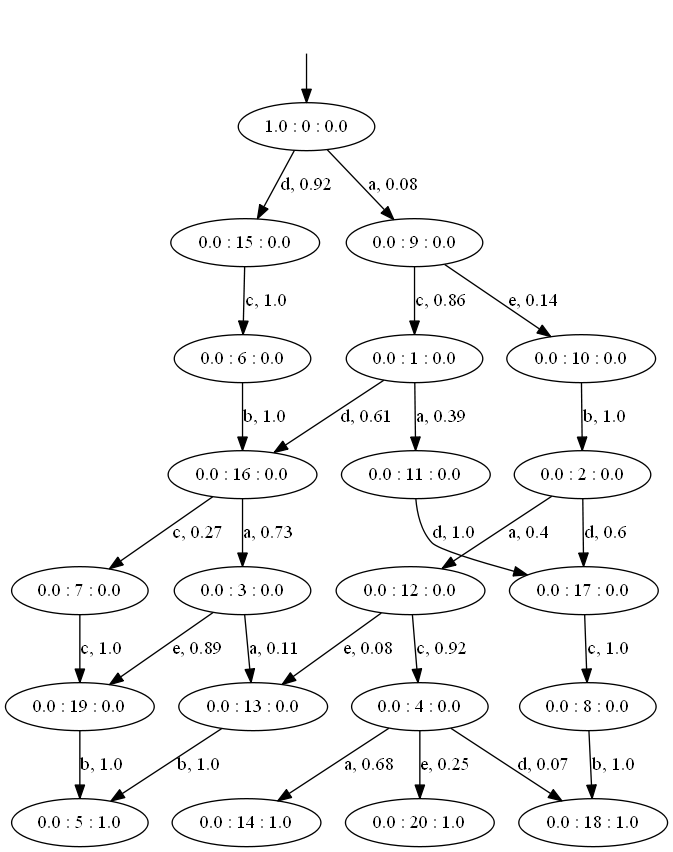 1.0 : 0 : 0.0
d, 0.92
a, 0.08
0.0 : 15 : 0.0
0.0 : 9 : 0.0
c, 1.0
c, 0.86
e, 0.14
0.0 : 6 : 0.0
0.0 : 1 : 0.0
0.0 : 10 : 0.0
b, 1.0
d, 0.61
a, 0.39
b, 1.0
0.0 : 16 : 0.0
0.0 : 11 : 0.0
0.0 : 2 : 0.0
c, 0.27
a, 0.73
d, 1.0
a, 0.4
d, 0.6
0.0 : 7 : 0.0
0.0 : 3 : 0.0
0.0 : 12 : 0.0
0.0 : 17 : 0.0
c, 1.0
e, 0.89
a, 0.11
e, 0.08
c, 0.92
c, 1.0
0.0 : 19 : 0.0
0.0 : 13 : 0.0
0.0 : 4 : 0.0
0.0 : 8 : 0.0
b, 1.0
b, 1.0
a, 0.68
e, 0.25
d, 0.07
b, 1.0
0.0 : 5 : 1.0
0.0 : 14 : 1.0
0.0 : 20 : 1.0
0.0 : 18 : 1.0